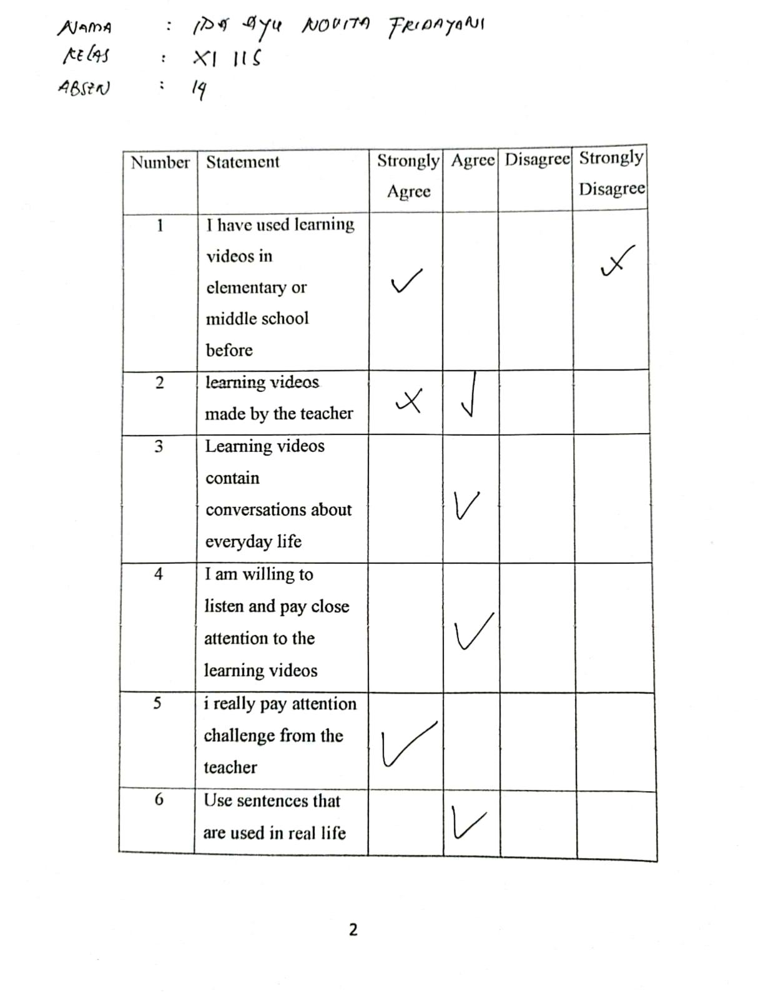 NAMA : IDA AYU NOVITA FRIDAYANI
KELAS : XI IIS
ABSEN : 19
Number Statement Strongly Agree Disagree Strongly
Agree Disagree
1 I have used learning
videos in
elementary or
middle school
before
2 learning videos
made by the teacher
3 Learning videos
contain
conversations about
everyday life
4 I am willing to
listen and pay close
attention to the
learning videos
5 i really pay attention
challenge from the
teacher
6 Use sentences that
are used in real life
2